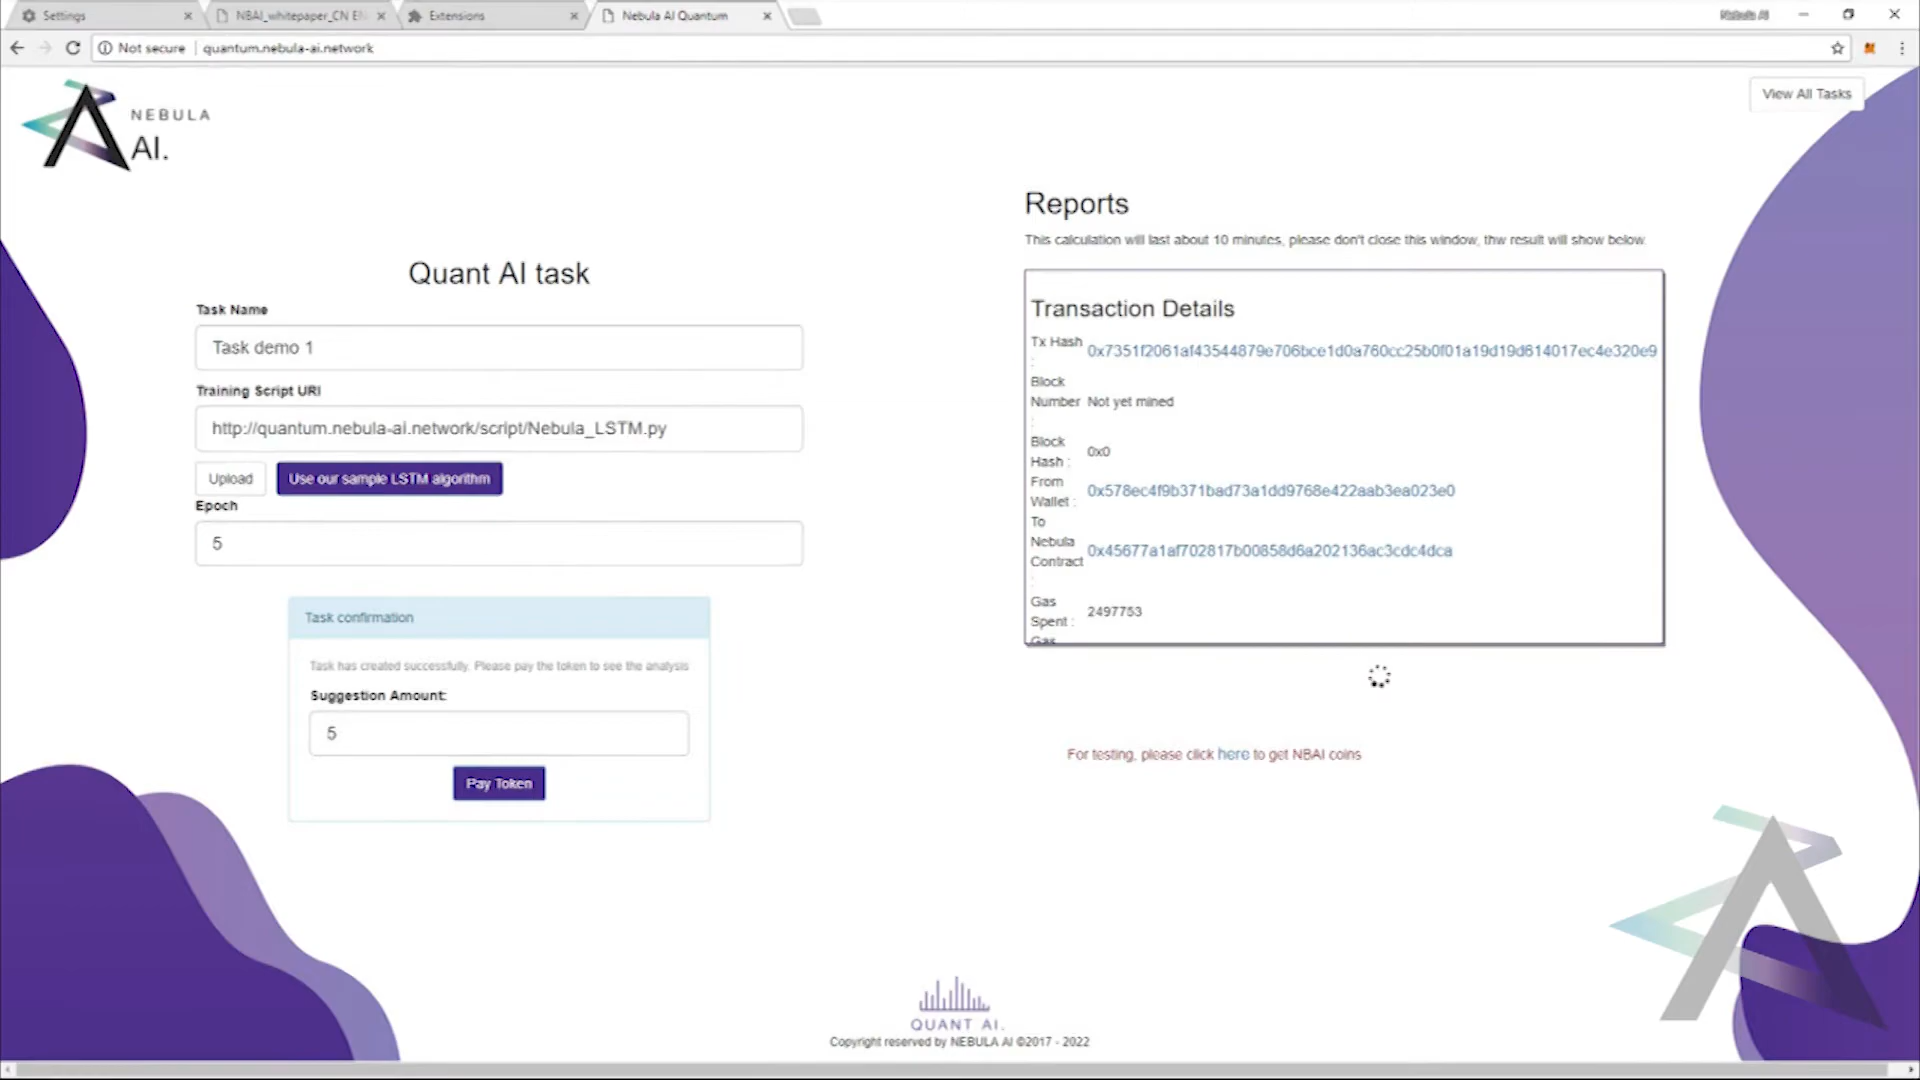 Settings
NBAI_whitepaper_CN EN
Extensions
Nebula AI Quantum
Nebula AI
Not secure
quantum.nebula-ai.network
NEBULA
AI.
View All Tasks
Quant AI task
Task Name
Task demo 1
Training Script URI
http://quantum.nebula-ai.network/script/Nebula_LSTM.py
Upload
Use our sample LSTM algorithm
Epoch
5
Task confirmation
Task has created successfully. Please pay the token to see the analysis
Suggestion Amount:
5
Pay Token
Reports
This calculation will last about 10 minutes, please don't close this window, thw result will show below.
Transaction Details
Tx Hash
:
0x7351f2061af43544879e706bce1d0a760cc25b0f01a19d19d614017ec4e320e9
Block
Number
:
Not yet mined
Block
Hash :
0x0
From
Wallet :
0x578ec4f9b371bad73a1dd9768e422aab3ea023e0
To
Nebula
Contract
:
0x45677a1af702817b00858d6a202136ac3cdc4dca
Gas
Spent :
2497753
Gas
For testing, please click here to get NBAI coins
QUANT AI.
Copyright reserved by NEBULA AI ©2017 - 2022